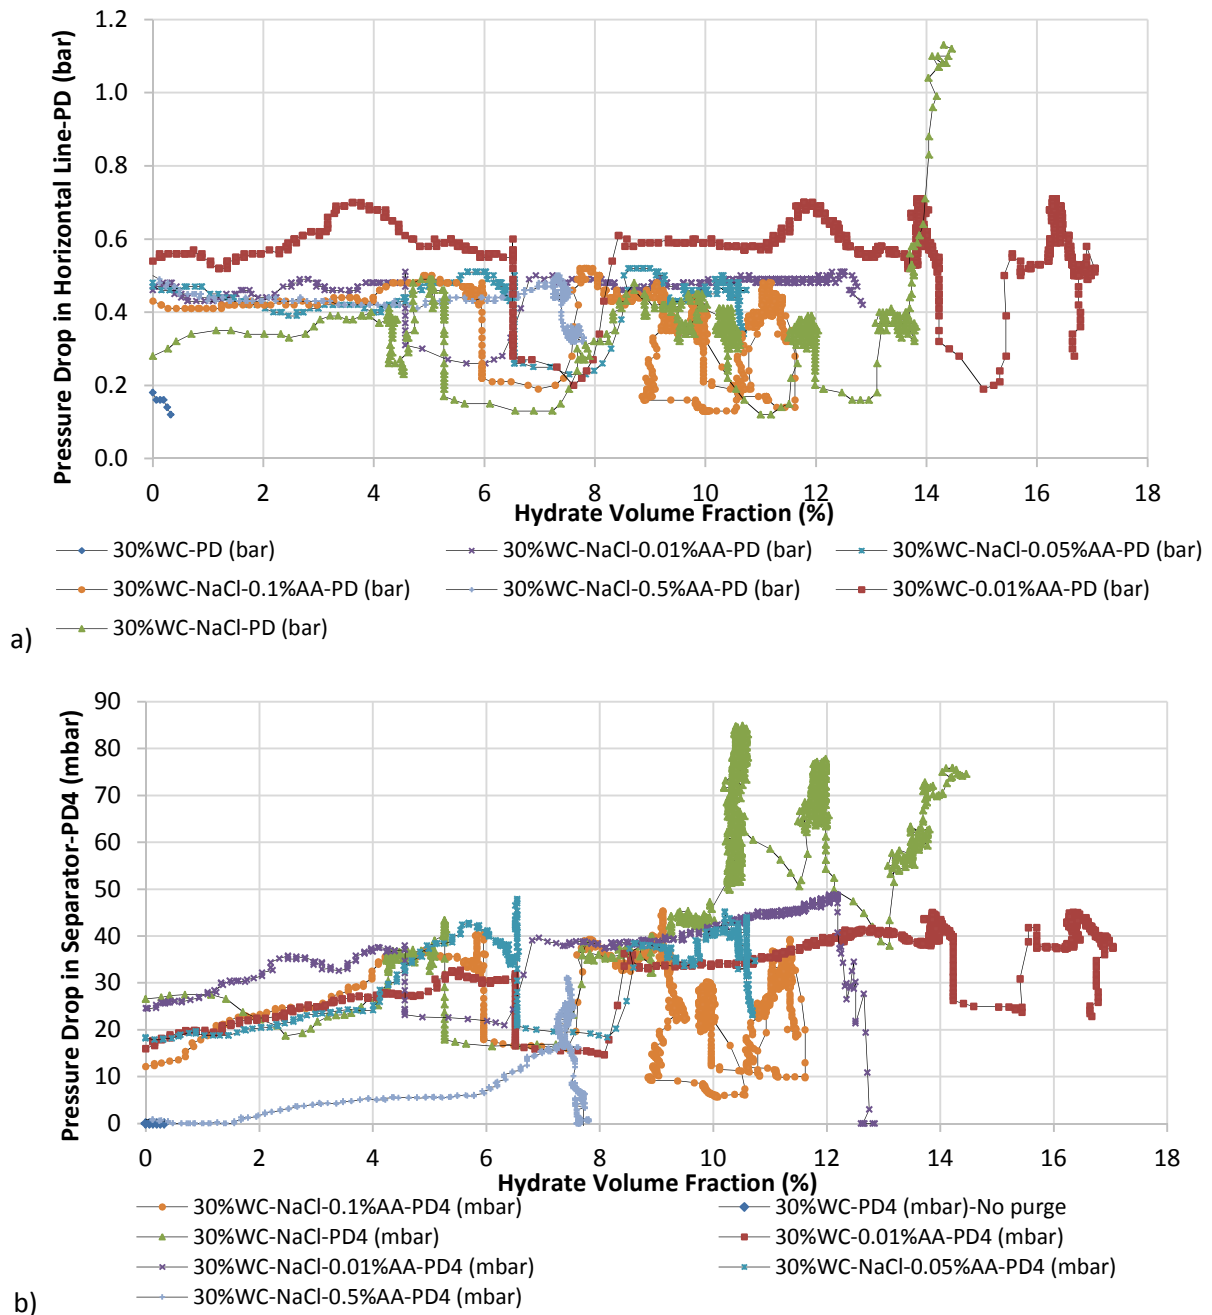 1.2
1.0
0.8
0.6
0.4
0.2
0.0
Pressure Drop in Horizontal Line-PD (bar)
0 2 4 6 8 10 12 14 16 18
Hydrate Volume Fraction (%)
30%WC-PD (bar) 30%WC-NaCl-0.01%AA-PD (bar) 30%WC-NaCl-0.05%AA-PD (bar)
30%WC-NaCl-0.1%AA-PD (bar) 30%WC-NaCl-0.5%AA-PD (bar) 30%WC-0.01%AA-PD (bar)
30%WC-NaCl-PD (bar)
a)
90
80
70
60
50
40
30
20
10
0
Pressure Drop in Separator-PD4 (mbar)
0 2 4 6 8 10 12 14 16 18
Hydrate Volume Fraction (%)
30%WC-NaCl-0.1%AA-PD4 (mbar) 30%WC-PD4 (mbar)-No purge
30%WC-NaCl-PD4 (mbar) 30%WC-0.01%AA-PD4 (mbar)
30%WC-NaCl-0.01%AA-PD4 (mbar) 30%WC-NaCl-0.05%AA-PD4 (mbar)
30%WC-NaCl-0.5%AA-PD4 (mbar)
b)